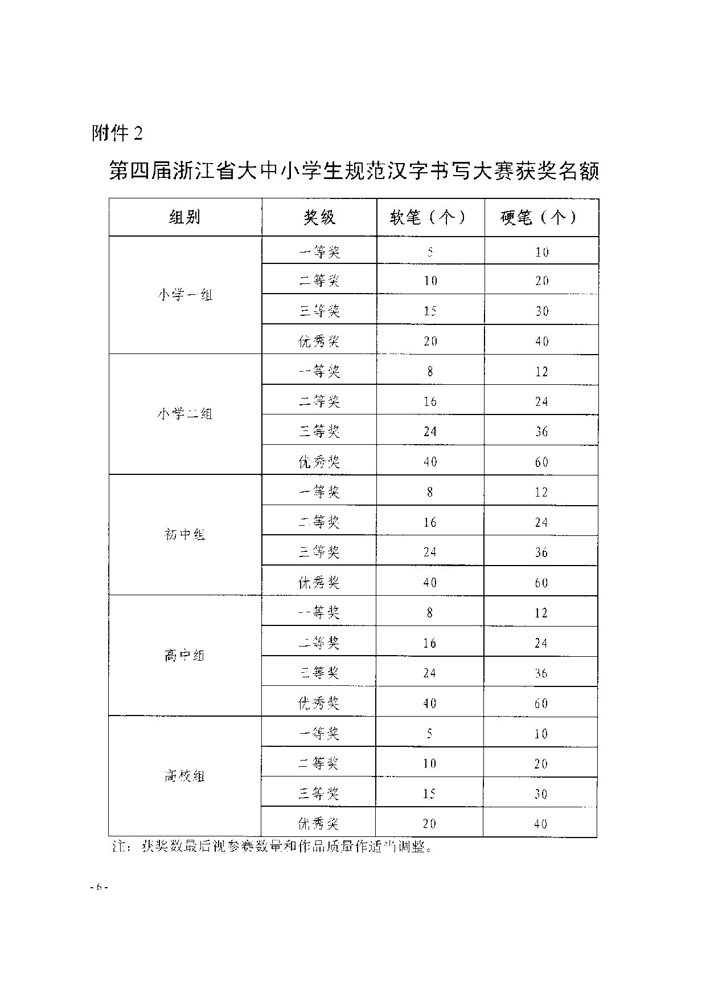 附件 2
第四届浙江省大中小学生规范汉字书写大赛获奖名额
组别 奖级 软笔（个） 硬笔（个）
一等奖 5 10
二等奖 10 20
小学一组
三等奖 15 30
优秀奖 20 40
一等奖 8 12
二等奖 16 24
小学二组
三等奖 24 36
优秀奖 40 60
一等奖 8 12
二等奖 16 24
初中组
三等奖 24 36
优秀奖 40 60
一等奖 8 12
二等奖 16 24
高中组
三等奖 24 36
优秀奖 40 60
一等奖 5 10
二等奖 10 20
高校组
三等奖 15 30
优秀奖 20 40
注：获奖数最后视参赛数量和作品质量作适当调整。
- 6 -